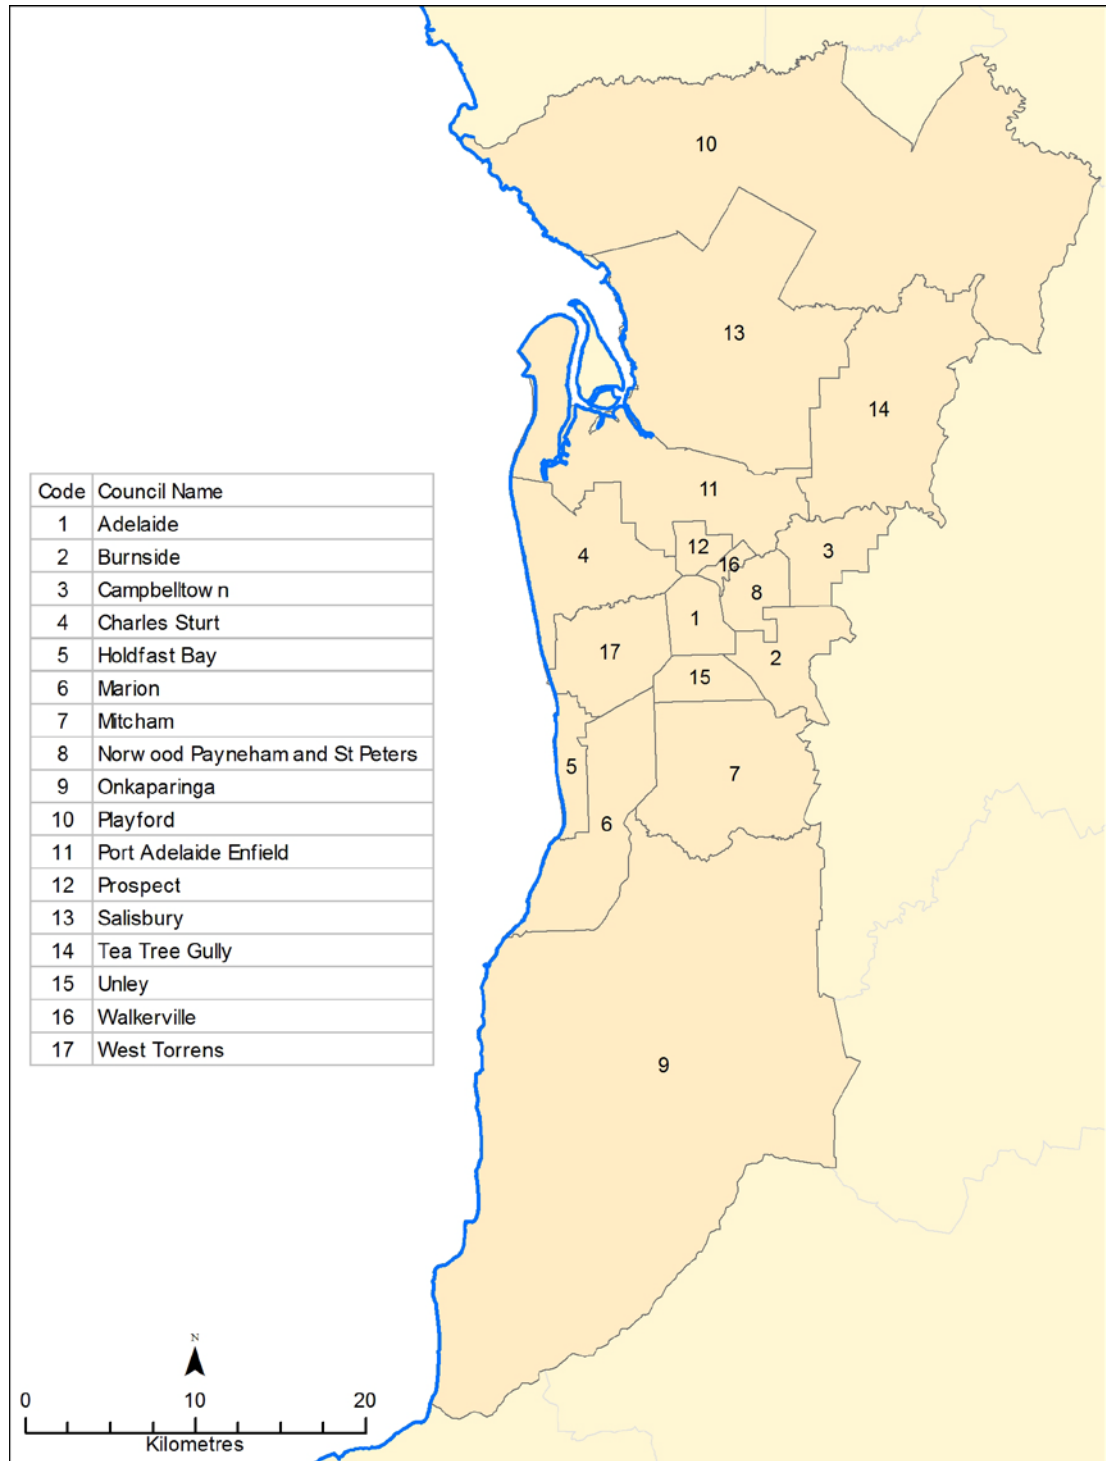 10
13
14
11
12
3
4
16
8
1
17
2
15
5
7
6
9
Code Council Name
1 Adelaide
2 Burnside
3 Campbelltown
4 Charles Sturt
5 Holdfast Bay
6 Marion
7 Mitcham
8 Norwood Payneham and St Peters
9 Onkaparinga
10 Playford
11 Port Adelaide Enfield
12 Prospect
13 Salisbury
14 Tea Tree Gully
15 Unley
16 Walkerville
17 West Torrens
N
0 10 20
Kilometres